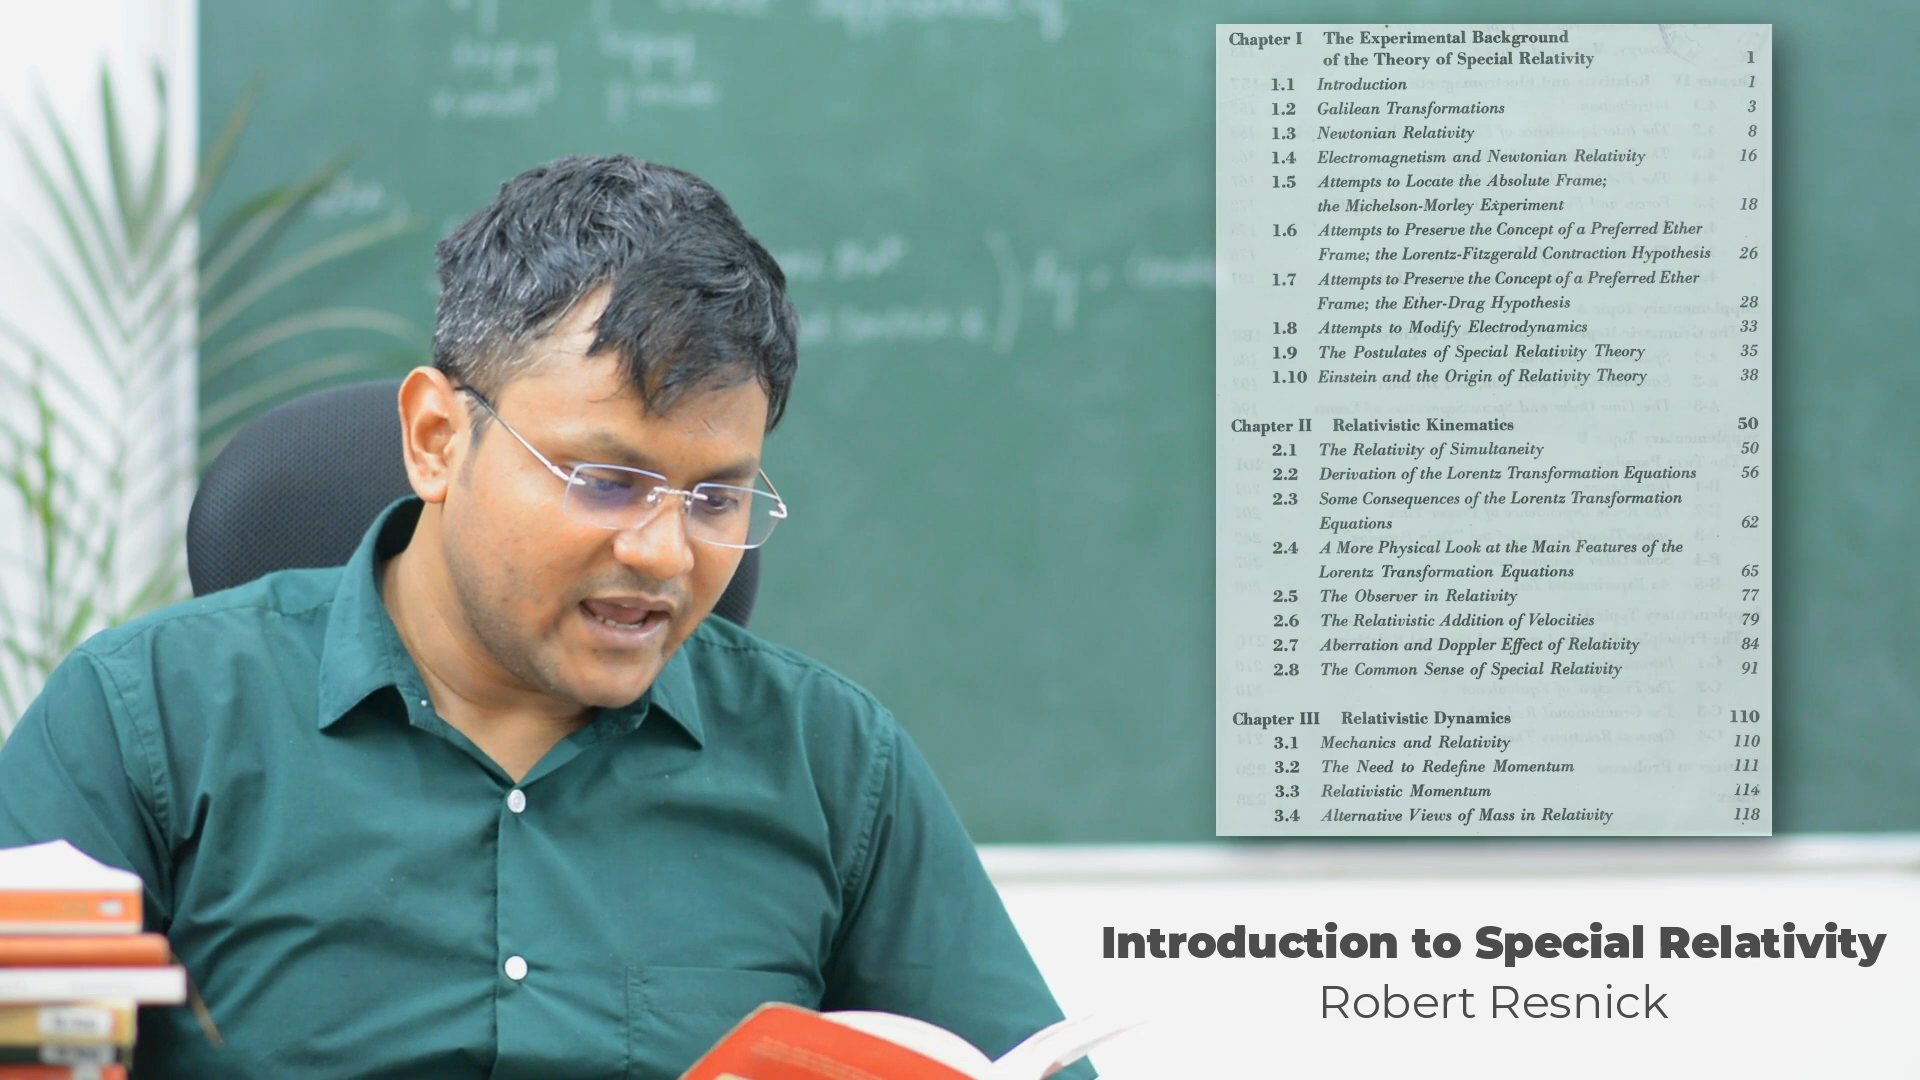 Chapter I The Experimental Background
of the Theory of Special Relativity 1
1.1 Introduction 1
1.2 Galilean Transformations 3
1.3 Newtonian Relativity 8
1.4 Electromagnetism and Newtonian Relativity 16
1.5 Attempts to Locate the Absolute Frame;
the Michelson-Morley Experiment 18
1.6 Attempts to Preserve the Concept of a Preferred Ether
Frame; the Lorentz-Fitzgerald Contraction Hypothesis 26
1.7 Attempts to Preserve the Concept of a Preferred Ether
Frame; the Ether-Drag Hypothesis 28
1.8 Attempts to Modify Electrodynamics 33
1.9 The Postulates of Special Relativity Theory 35
1.10 Einstein and the Origin of Relativity Theory 38
Chapter II Relativistic Kinematics 50
2.1 The Relativity of Simultaneity 50
2.2 Derivation of the Lorentz Transformation Equations 56
2.3 Some Consequences of the Lorentz Transformation
Equations 62
2.4 A More Physical Look at the Main Features of the
Lorentz Transformation Equations 65
2.5 The Observer in Relativity 77
2.6 The Relativistic Addition of Velocities 79
2.7 Aberration and Doppler Effect of Relativity 84
2.8 The Common Sense of Special Relativity 91
Chapter III Relativistic Dynamics 110
3.1 Mechanics and Relativity 110
3.2 The Need to Redefine Momentum 111
3.3 Relativistic Momentum 114
3.4 Alternative Views of Mass in Relativity 118
Introduction to Special Relativity
Robert Resnick